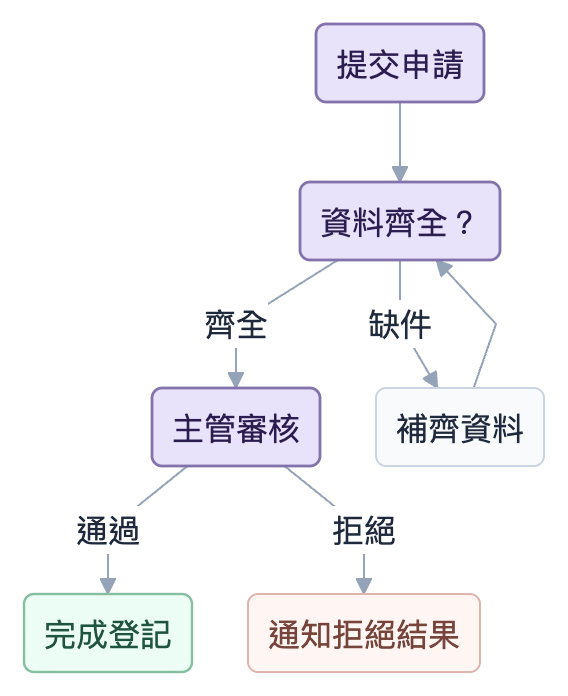 提交申請
資料齊全？
齊全
缺件
主管審核
補齊資料
通過
拒絕
完成登記
通知拒絕結果